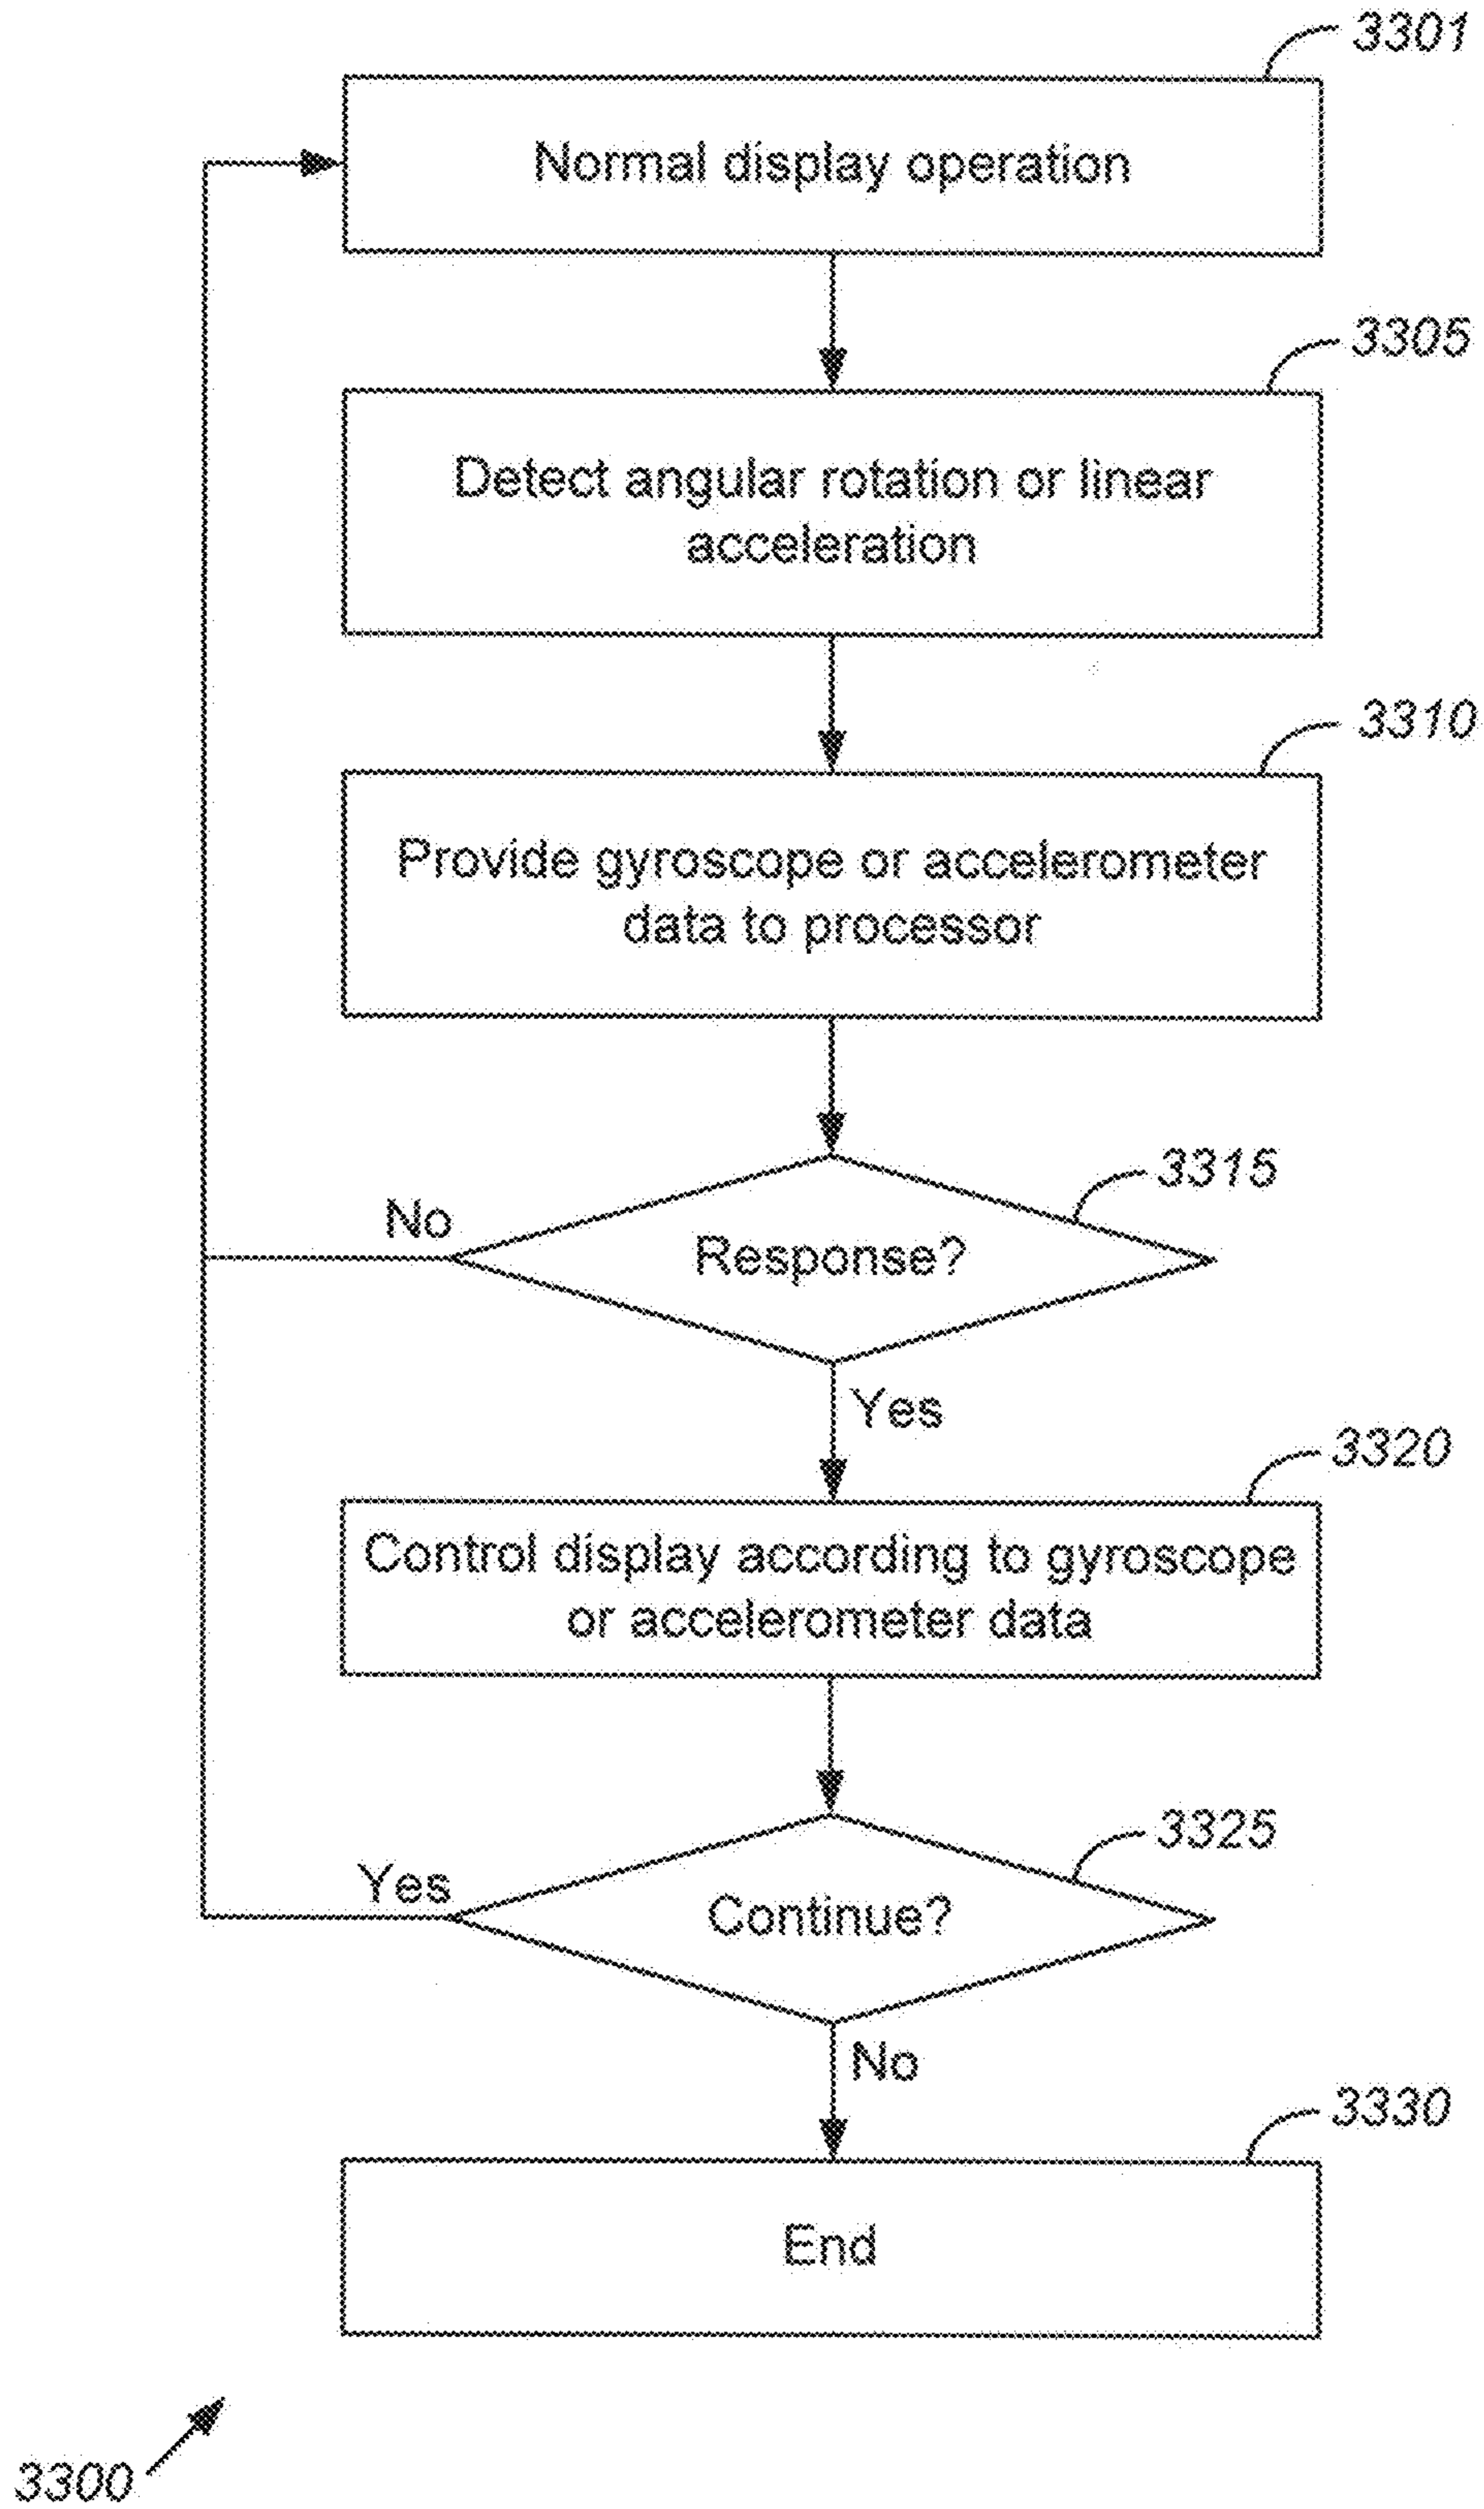 3301
Normal display operation
3305
Detect angular rotation or linear
acceleration
3310
Provide gyroscope or accelerometer
data to processor
3315
No
Response?
Yes
3320
Control display according to gyroscope
or accelerometer data
3325
Yes
Continue?
No
3330
End
3300